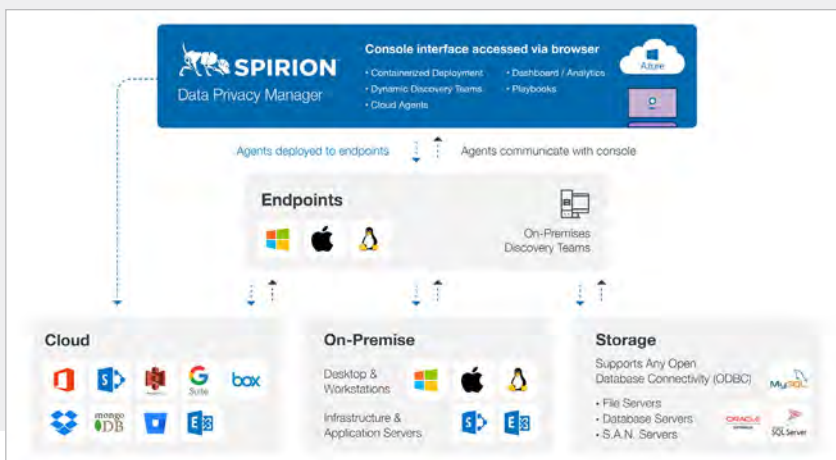 SPIRION
Data Privacy Manager
Console interface accessed via browser
• Containerized Deployment
• Dynamic Discovery Teams
• Cloud Agents
• Dashboard / Analytics
• Playbooks
Azure
Agents deployed to endpoints
Agents communicate with console
Endpoints
On-Premises
Discovery Teams
Cloud
S
G
Suite
box
mongo
DB
E
On-Premise
Desktop &
Workstations
Infrastructure &
Application Servers
S
E
Storage
Supports Any Open
Database Connectivity (ODBC)
• File Servers
• Database Servers
• S.A.N. Servers
MySQL
ORACLE
SQL Server